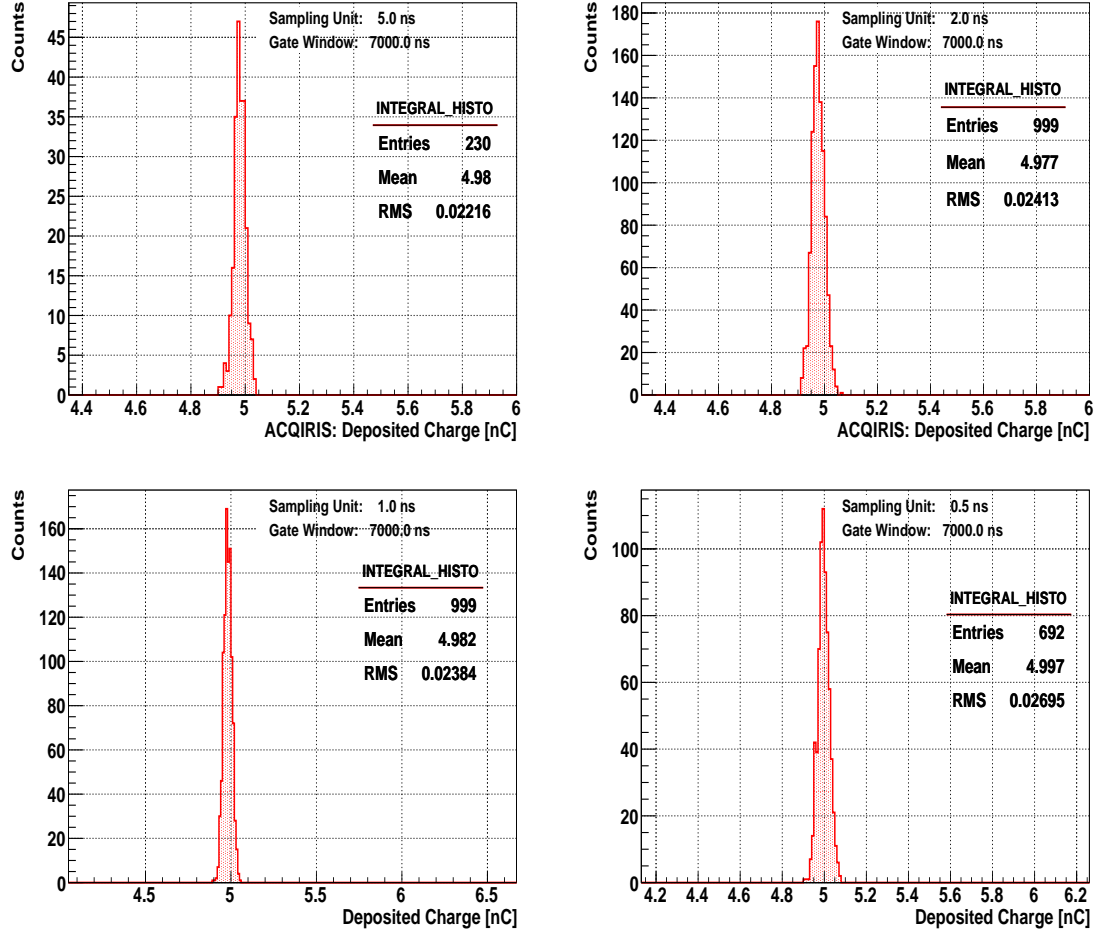 Counts
Sampling Unit: 5.0 ns
Gate Window: 7000.0 ns
INTEGRAL_HISTO
Entries 230
Mean 4.98
RMS 0.02216
45
40
35
30
25
20
15
10
5
0
4.4 4.6 4.8 5 5.2 5.4 5.6 5.8 6
ACQIRIS: Deposited Charge [nC]
Counts
Sampling Unit: 2.0 ns
Gate Window: 7000.0 ns
INTEGRAL_HISTO
Entries 999
Mean 4.977
RMS 0.02413
180
160
140
120
100
80
60
40
20
0
4.4 4.6 4.8 5 5.2 5.4 5.6 5.8 6
ACQIRIS: Deposited Charge [nC]
Counts
Sampling Unit: 1.0 ns
Gate Window: 7000.0 ns
INTEGRAL_HISTO
Entries 999
Mean 4.982
RMS 0.02384
160
140
120
100
80
60
40
20
0
4.5 5 5.5 6 6.5
Deposited Charge [nC]
Counts
Sampling Unit: 0.5 ns
Gate Window: 7000.0 ns
INTEGRAL_HISTO
Entries 692
Mean 4.997
RMS 0.02695
100
80
60
40
20
0
4.2 4.4 4.6 4.8 5 5.2 5.4 5.6 5.8 6 6.2
Deposited Charge [nC]